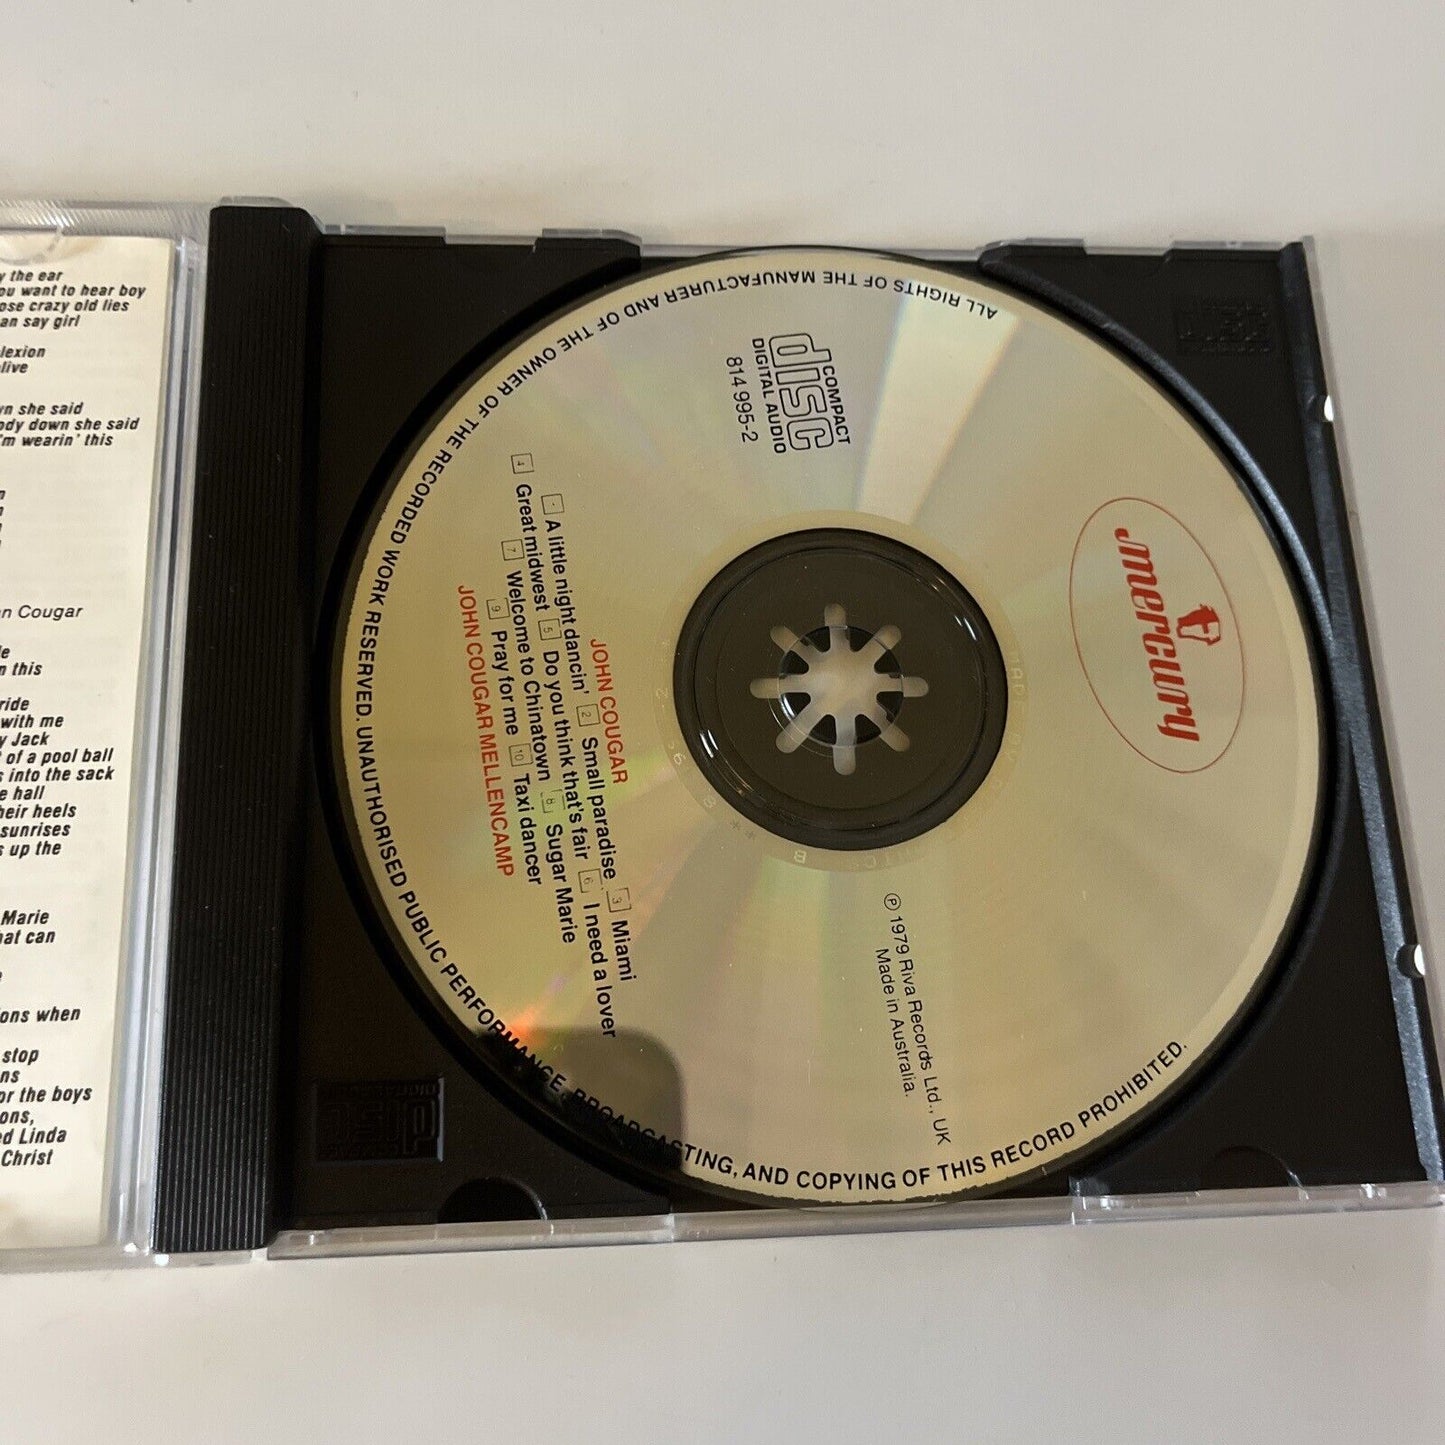 y the ear
ou want to hear boy
ose crazy old lies
an say girl
lexion
live
n she said
ody down she said
'm wearin' this
n Cougar
n this
ride
with me
y Jack
of a pool ball
s into the sack
e hall
heir heels
sunrises
s up the
Marie
hat can
ons when
stop
ns
or the boys
ons,
ed Linda
Christ
mercury
COMPACT
disc
DIGITAL AUDIO
814 995-2
℗ 1979 Riva Records Ltd., UK
Made in Australia.
JOHN COUGAR
A little night dancin' 2 Small paradise 3 Miami
4 Great midwest 5 Do you think that's fair 6 I need a lover
7 Welcome to Chinatown 8 Sugar Marie
9 Pray for me 10 Taxi dancer
JOHN COUGAR MELLENCAMP
ALL RIGHTS OF THE MANUFACTURER AND OF THE OWNER OF THE RECORDED WORK RESERVED. UNAUTHORISED PUBLIC PERFORMANCE, BROADCASTING, AND COPYING OF THIS RECORD PROHIBITED.